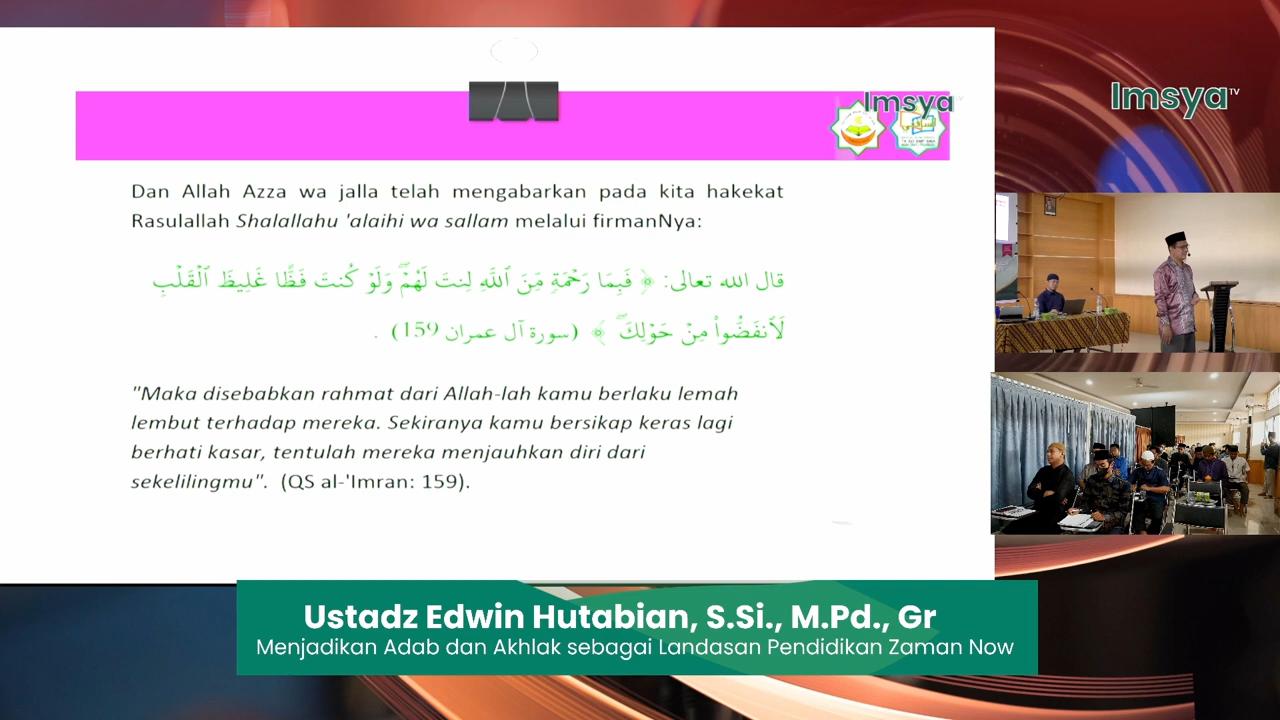 Imsya TV
Imsya TV
Dan Allah Azza wa jalla telah mengabarkan pada kita hakekat
Rasulallah Shalallahu 'alaihi wa sallam melalui firmanNya:
قال الله تعالى: ﴿ فَبِمَا رَحْمَةٍ مِّنَ ٱللَّهِ لِنتَ لَهُمْ ۖ وَلَوْ كُنتَ فَظًّا غَلِيظَ ٱلْقَلْبِ
لَٱنفَضُّوا۟ مِنْ حَوْلِكَ ۖ ﴾ (سورة آل عمران 159) .
"Maka disebabkan rahmat dari Allah-lah kamu berlaku lemah
lembut terhadap mereka. Sekiranya kamu bersikap keras lagi
berhati kasar, tentulah mereka menjauhkan diri dari
sekelilingmu". (QS al-'Imran: 159).
Ustadz Edwin Hutabian, S.Si., M.Pd., Gr
Menjadikan Adab dan Akhlak sebagai Landasan Pendidikan Zaman Now